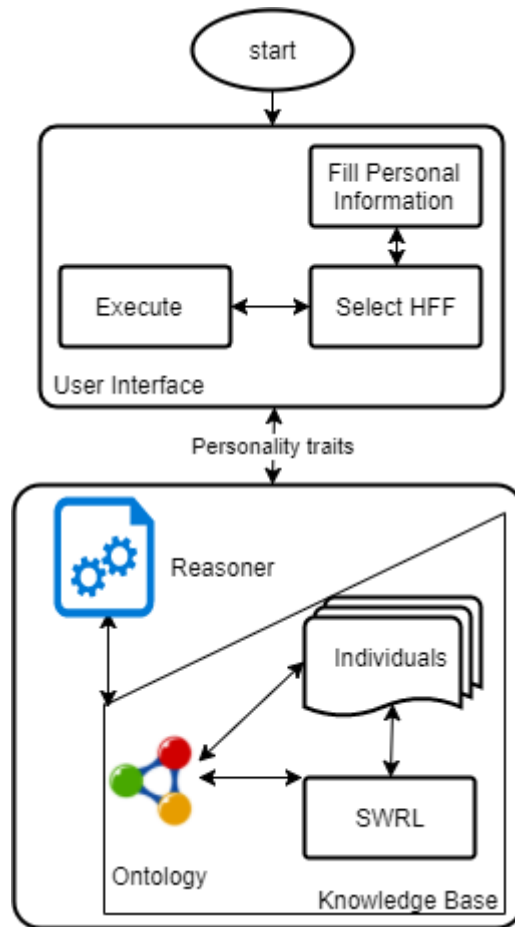 start
Fill Personal
Information
Execute
Select HFF
User Interface
Personality traits
Reasoner
Individuals
SWRL
Ontology
Knowledge Base